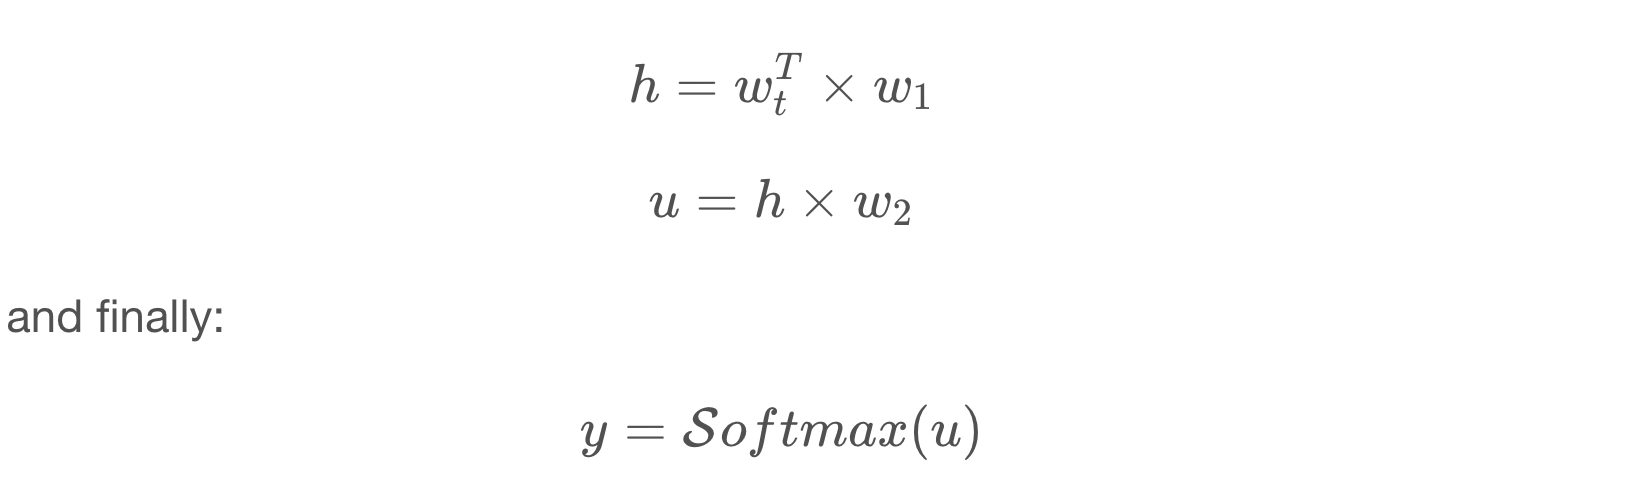 h = w_t^T × w_1
u = h × w_2
and finally:
y = 𝒮oftmax(u)